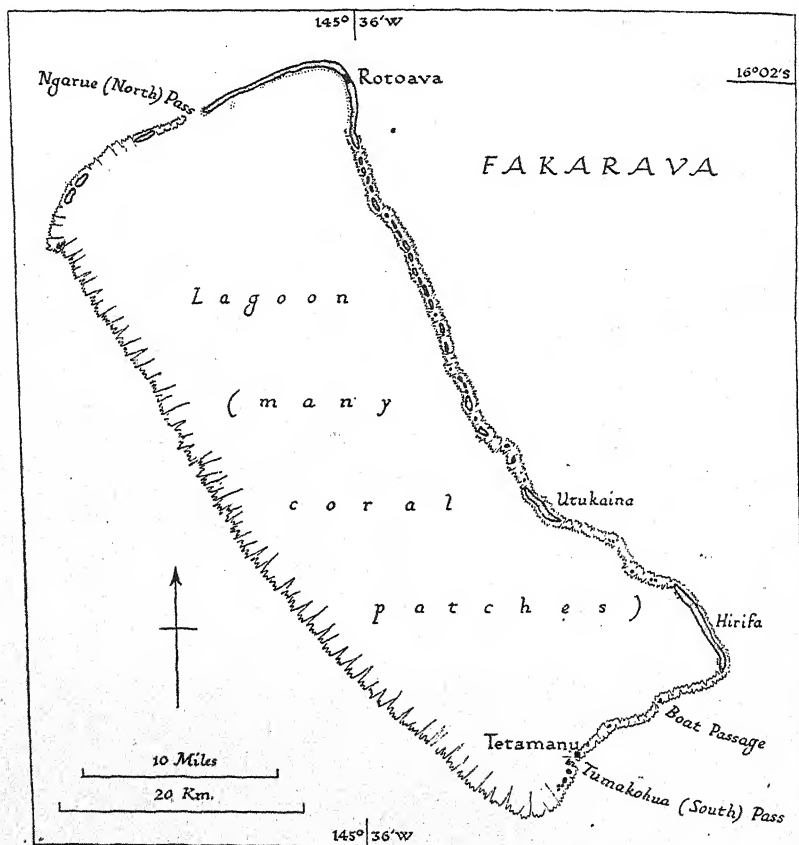 145° 36'W
Ngarue (North) Pass
Rotoava
16°02's
FAKARAVA
Lagoon
(many
coral
Utukaina
patches)
Hirifa
Boat Passage
Tetamanu
Tumakohua (South) Pass
10 Miles
20 Km.
145° 36'W